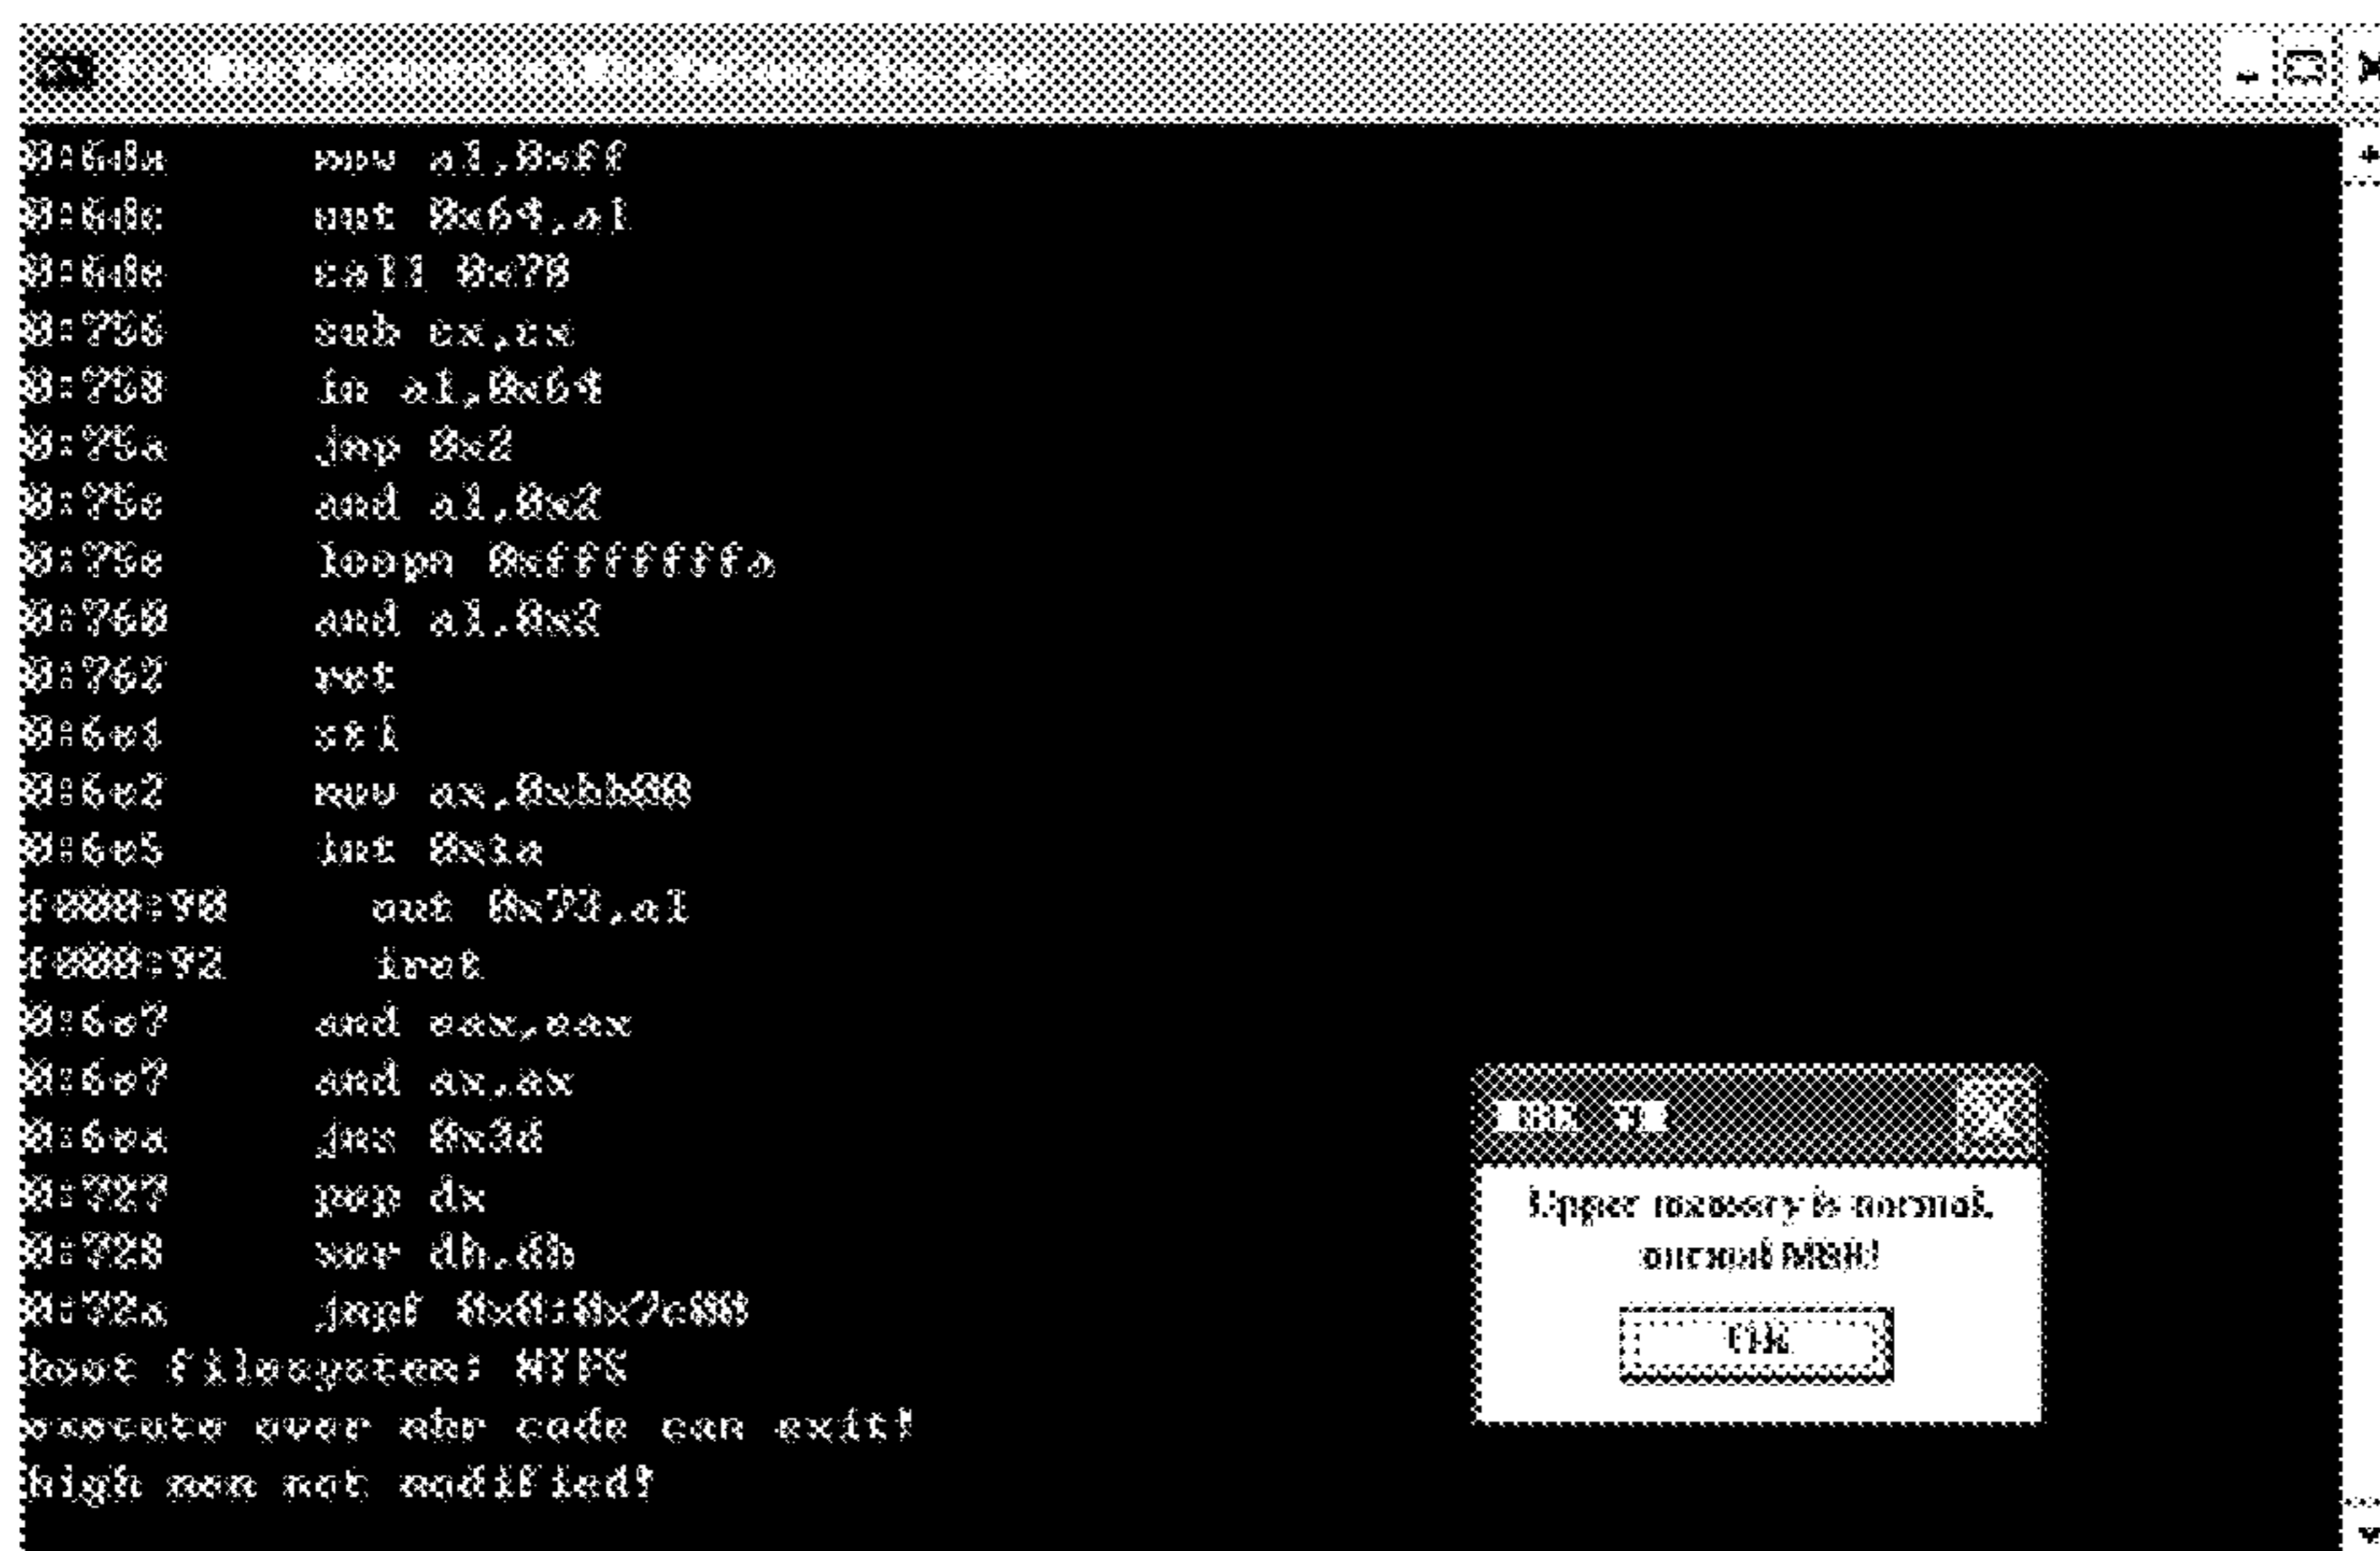 0:6da mov al,0xff
0:6dc out 0x64,al
0:6de call 0x78
0:756 sub cx,cx
0:758 in al,0x64
0:75a jmp 0x2
0:75c and al,0x2
0:75e loopn 0xfffffffa
0:760 and al,0x2
0:762 ret
0:6e1 sti
0:6e2 mov ax,0xbb00
0:6e5 int 0x1a
f000:90 out 0x73,al
f000:92 iret
0:6e7 and eax,eax
0:6e7 and ax,ax
0:6ea jnz 0x3d
0:727 pop dx
0:728 xor dh,dh
0:72a jmpf 0x0:0x7c00
boot filesystem: NTFS
execute over mbr code can exit!
high mem not modified!
Upper memory is normal,
normal MBR!
OK